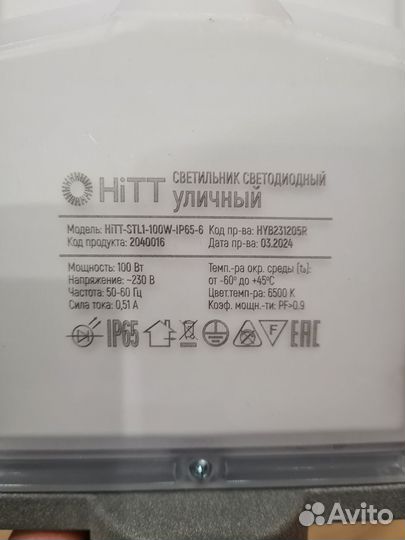 HiTT СВЕТИЛЬНИК СВЕТОДИОДНЫЙ
УЛИЧНЫЙ
Модель: HiTT-STL1-100W-IP65-6 Код пр-ва: HYB231205R
Код продукта: 2040016 Дата пр-ва: 03.2024
Мощность: 100 Вт
Напряжение: ~230 В
Частота: 50-60 Гц
Сила тока: 0,51 А
Темп.-ра окр. среды (ta):
от -60° до +45°C
Цвет.темп-ра: 6500 K
Коэф. мощн.-ти: PF>0.9
IP65 F EAC
Avito